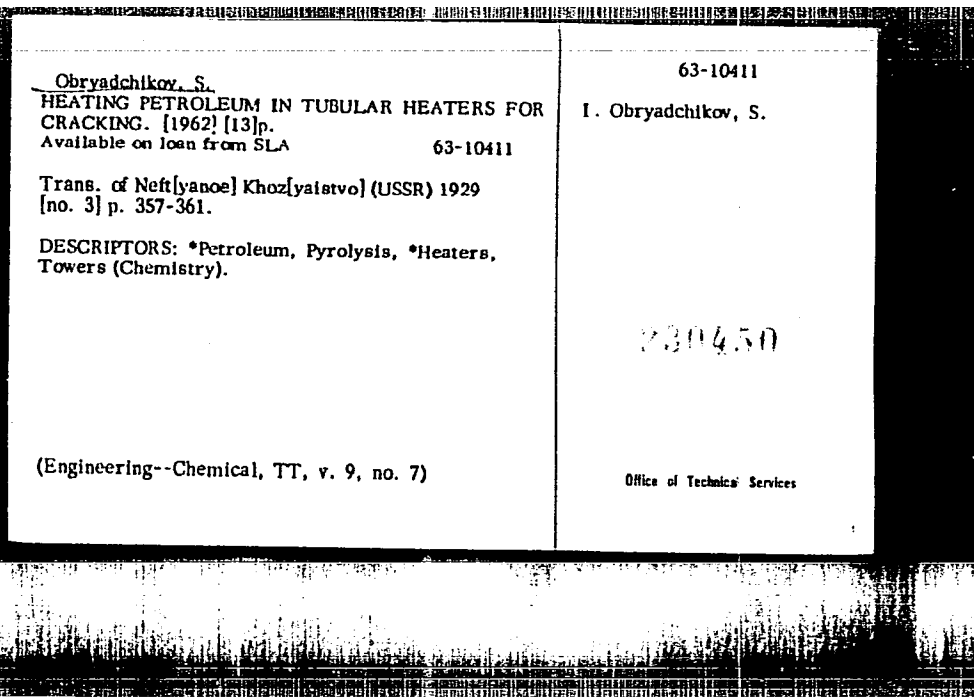 Obryadchikov, S.
HEATING PETROLEUM IN TUBULAR HEATERS FOR
CRACKING. [1962] [13]p.
Available on loan from SLA 63-10411
Trans. of Neft[yanoe] Khoz[yaistvo] (USSR) 1929
[no. 3] p. 357-361.
DESCRIPTORS: *Petroleum, Pyrolysis, *Heaters,
Towers (Chemistry).
(Engineering--Chemical, TT, v. 9, no. 7)
63-10411
I. Obryadchikov, S.
230450
Office of Technical Services